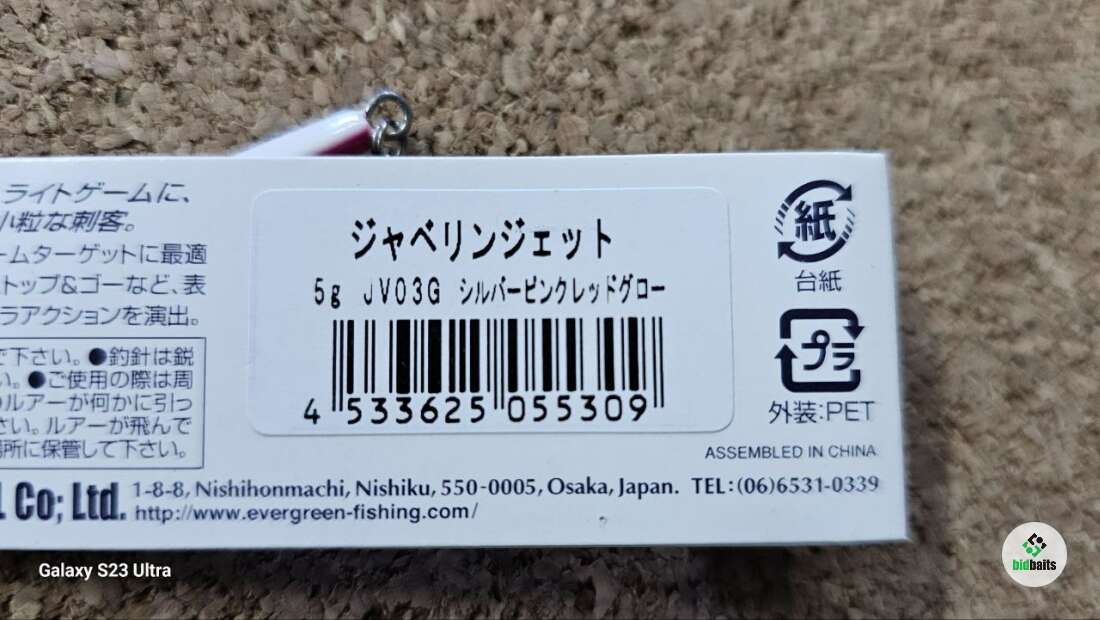 ライトゲームに、
小粒な刺客。
ームターゲットに最適
トップ&ゴーなど、表
ラアクションを演出。
で下さい。●釣針は鋭
い。●ご使用の際は周
ルアーが何かに引っ
さい。ルアーが飛んで
場所に保管して下さい。
ジャベリンジェット
5g JV03G シルバーピンクレッドグロー
4 533625 055309
紙
台紙
プラ
外装:PET
ASSEMBLED IN CHINA
L Co; Ltd. 1-8-8, Nishihonmachi, Nishiku, 550-0005, Osaka, Japan. TEL:(06)6531-0339
http://www.evergreen-fishing.com/
Galaxy S23 Ultra
bidbaits